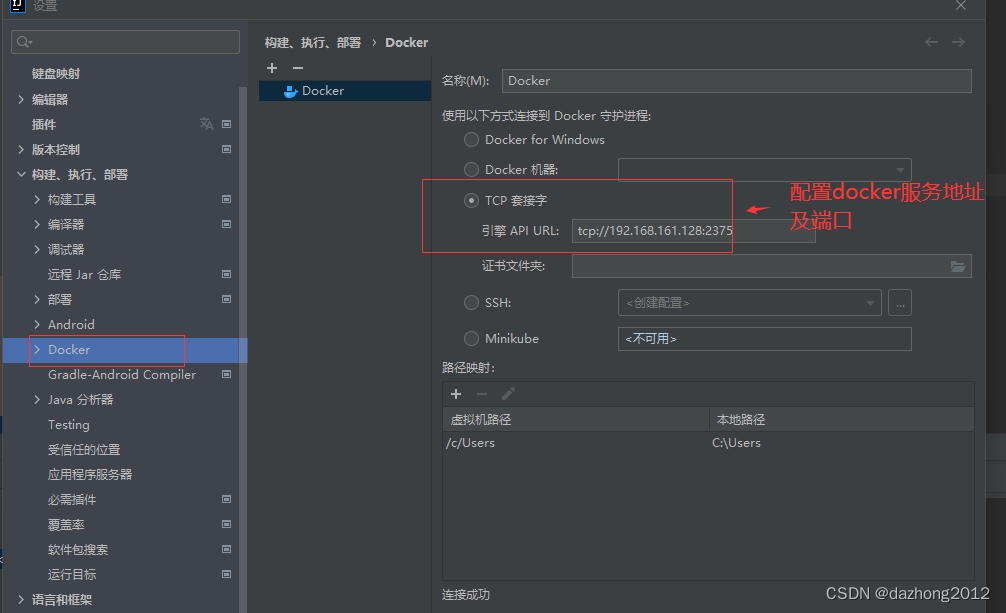 设置
构建、执行、部署 › Docker
键盘映射
编辑器
插件
版本控制
构建、执行、部署
构建工具
编译器
调试器
远程 Jar 仓库
部署
Android
Docker
Gradle-Android Compiler
Java 分析器
Testing
受信任的位置
应用程序服务器
必需插件
覆盖率
软件包搜索
运行目标
语言和框架
Docker
名称(M): Docker
使用以下方式连接到 Docker 守护进程:
Docker for Windows
Docker 机器:
TCP 套接字
引擎 API URL: tcp://192.168.161.128:2375
配置docker服务地址
及端口
证书文件夹:
SSH: <创建配置> ...
Minikube <不可用>
路径映射:
虚拟机路径 本地路径
/c/Users C:\Users
连接成功
CSDN @dazhong2012